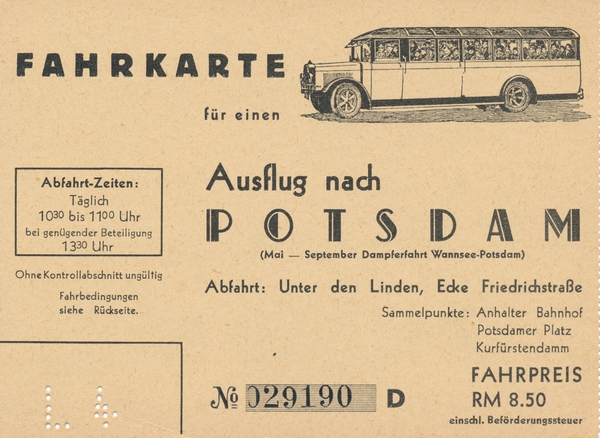 FAHRKARTE
für einen
Ausflug nach
POTSDAM
(Mai — September Dampferfahrt Wannsee-Potsdam)
Abfahrt: Unter den Linden, Ecke Friedrichstraße
Sammelpunkte: Anhalter Bahnhof
Potsdamer Platz
Kurfürstendamm
Abfahrt-Zeiten:
Täglich
10³⁰ bis 11⁰⁰ Uhr
bei genügender Beteiligung
13³⁰ Uhr
Ohne Kontrollabschnitt ungültig
Fahrbedingungen
siehe Rückseite.
L 4
№ 029190 D
FAHRPREIS
RM 8.50
einschl. Beförderungssteuer